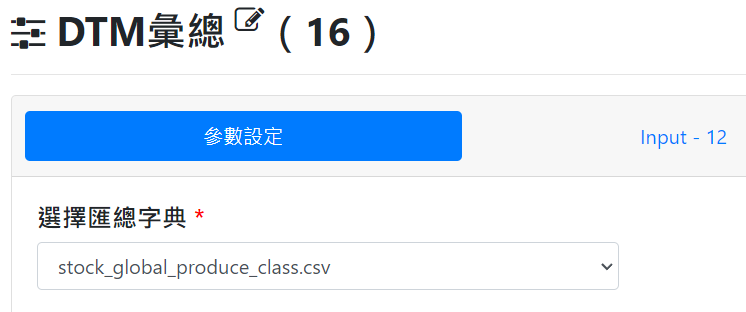 DTM彙總 ( 16 )
參數設定
Input - 12
選擇匯總字典 *
stock_global_produce_class.csv